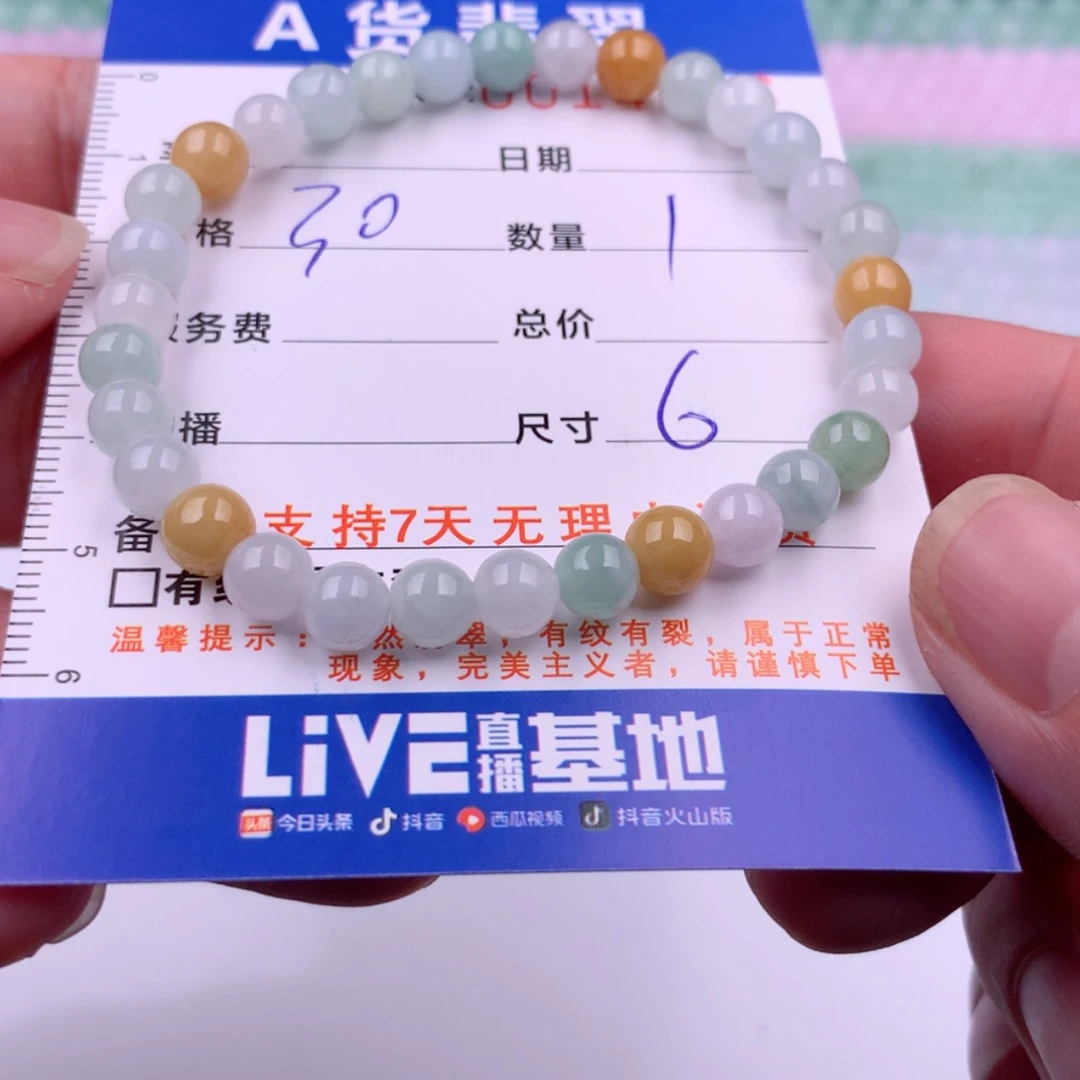 A 货翡翠
日期
格 30 数量 1
务费 总价
播 尺寸 6
备 支持7天无理
有
温馨提示： 翠，有纹有裂，属于正常
现象，完美主义者，请谨慎下单
0
1
5
6
LiVE直播基地
头条 今日头条 抖音 西瓜视频 抖音火山版